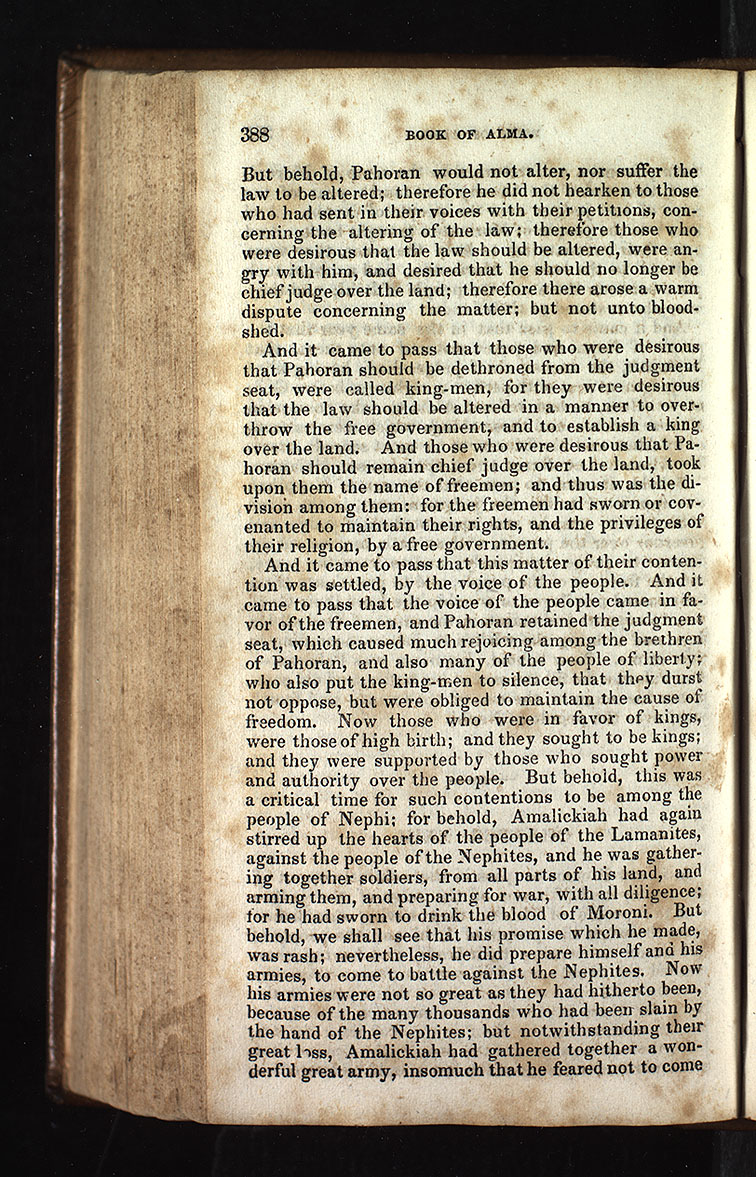 388 BOOK OF ALMA.
But behold, Pahoran would not alter, nor suffer the
law to be altered; therefore he did not hearken to those
who had sent in their voices with their petitions, con-
cerning the altering of the law; therefore those who
were desirous that the law should be altered, were an-
gry with him, and desired that he should no longer be
chief judge over the land; therefore there arose a warm
dispute concerning the matter; but not unto blood-
shed.
And it came to pass that those who were desirous
that Pahoran should be dethroned from the judgment
seat, were called king-men, for they were desirous
that the law should be altered in a manner to over-
throw the free government, and to establish a king
over the land. And those who were desirous that Pa-
horan should remain chief judge over the land, took
upon them the name of freemen; and thus was the di-
vision among them: for the freemen had sworn or cov-
enanted to maintain their rights, and the privileges of
their religion, by a free government.
And it came to pass that this matter of their conten-
tion was settled, by the voice of the people. And it
came to pass that the voice of the people came in fa-
vor of the freemen, and Pahoran retained the judgment
seat, which caused much rejoicing among the brethren
of Pahoran, and also many of the people of liberty;
who also put the king-men to silence, that they durst
not oppose, but were obliged to maintain the cause of
freedom. Now those who were in favor of kings,
were those of high birth; and they sought to be kings;
and they were supported by those who sought power
and authority over the people. But behold, this was
a critical time for such contentions to be among the
people of Nephi; for behold, Amalickiah had again
stirred up the hearts of the people of the Lamanites,
against the people of the Nephites, and he was gather-
ing together soldiers, from all parts of his land, and
arming them, and preparing for war, with all diligence;
for he had sworn to drink the blood of Moroni. But
behold, we shall see that his promise which he made,
was rash; nevertheless, he did prepare himself and his
armies, to come to battle against the Nephites. Now
his armies were not so great as they had hitherto been,
because of the many thousands who had been slain by
the hand of the Nephites; but notwithstanding their
great loss, Amalickiah had gathered together a won-
derful great army, insomuch that he feared not to come